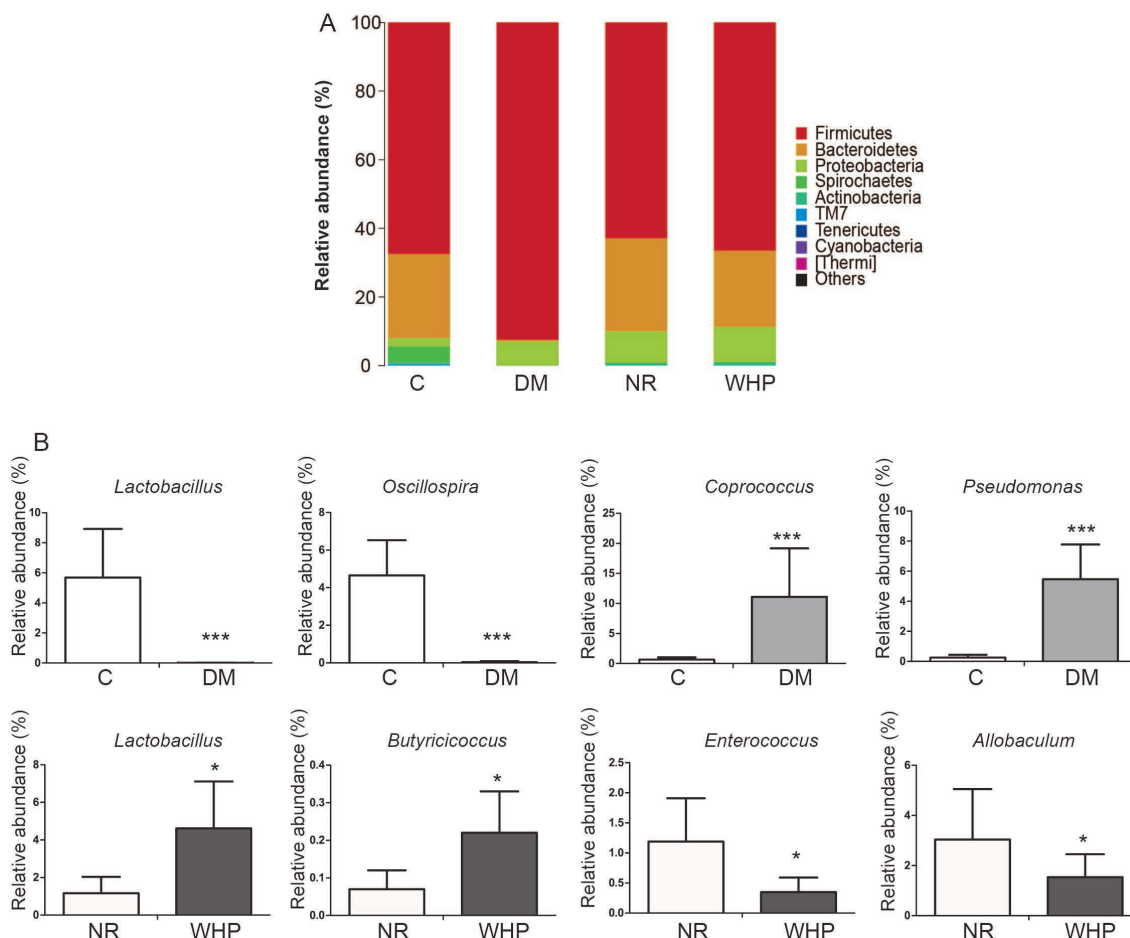 A
Relative abundance (%)
100
80
60
40
20
0
C DM NR WHP
Firmicutes
Bacteroidetes
Proteobacteria
Spirochaetes
Actinobacteria
TM7
Tenericutes
Cyanobacteria
[Thermi]
Others
B
Lactobacillus
Relative abundance (%)
10
8
6
4
2
0
***
C DM
Oscillospira
Relative abundance (%)
8
6
4
2
0
***
C DM
Coprococcus
Relative abundance (%)
25
20
15
10
5
0
***
C DM
Pseudomonas
Relative abundance (%)
10
8
6
4
2
0
***
C DM
Lactobacillus
Relative abundance (%)
8
6
4
2
0
*
NR WHP
Butyricicoccus
Relative abundance (%)
0.4
0.3
0.2
0.1
0.0
*
NR WHP
Enterococcus
Relative abundance (%)
2.5
2.0
1.5
1.0
0.5
0.0
*
NR WHP
Allobaculum
Relative abundance (%)
6
4
2
0
*
NR WHP